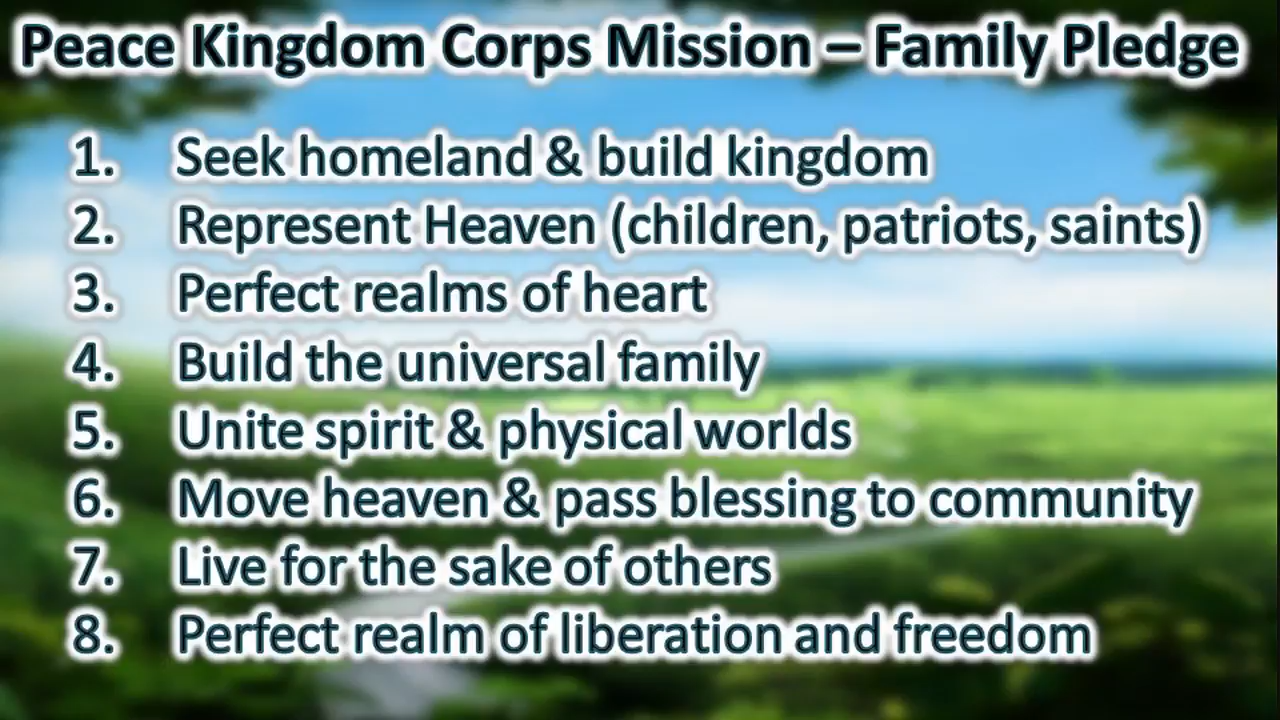 Peace Kingdom Corps Mission – Family Pledge
1. Seek homeland & build kingdom
2. Represent Heaven (children, patriots, saints)
3. Perfect realms of heart
4. Build the universal family
5. Unite spirit & physical worlds
6. Move heaven & pass blessing to community
7. Live for the sake of others
8. Perfect realm of liberation and freedom